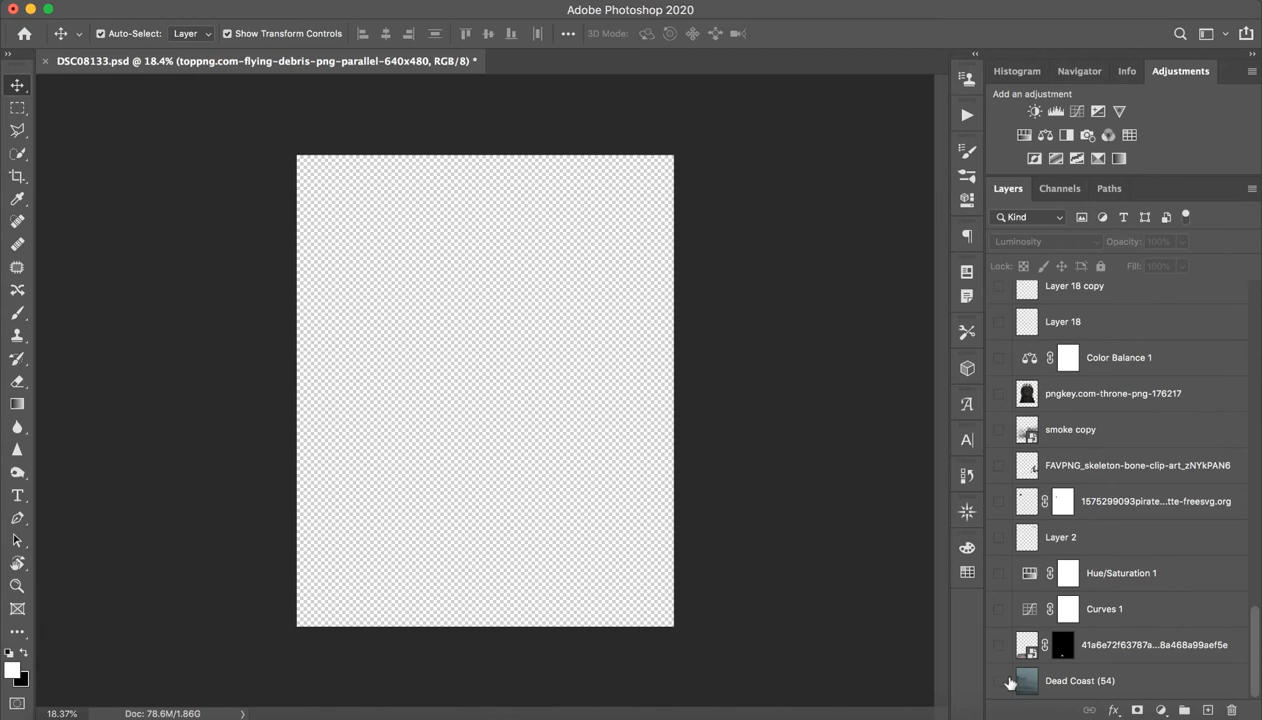 Adobe Photoshop 2020
Auto-Select: Layer Show Transform Controls 3D Mode:
DSC08133.psd @ 18.4% (toppng.com-flying-debris-png-parallel-640x480, RGB/8) *
Histogram Navigator Info Adjustments
Add an adjustment
Layers Channels Paths
Kind
Luminosity Opacity: 100%
Lock: Fill: 100%
Layer 18 copy
Layer 18
Color Balance 1
pngkey.com-throne-png-176217
smoke copy
FAVPNG_skeleton-bone-clip-art_zNYkPAN6
1575299093pirate...tte-freesvg.org
Layer 2
Hue/Saturation 1
Curves 1
41a6e72f63787a...8a468a99aef5e
Dead Coast (54)
18.37% Doc: 78.6M/1.86G